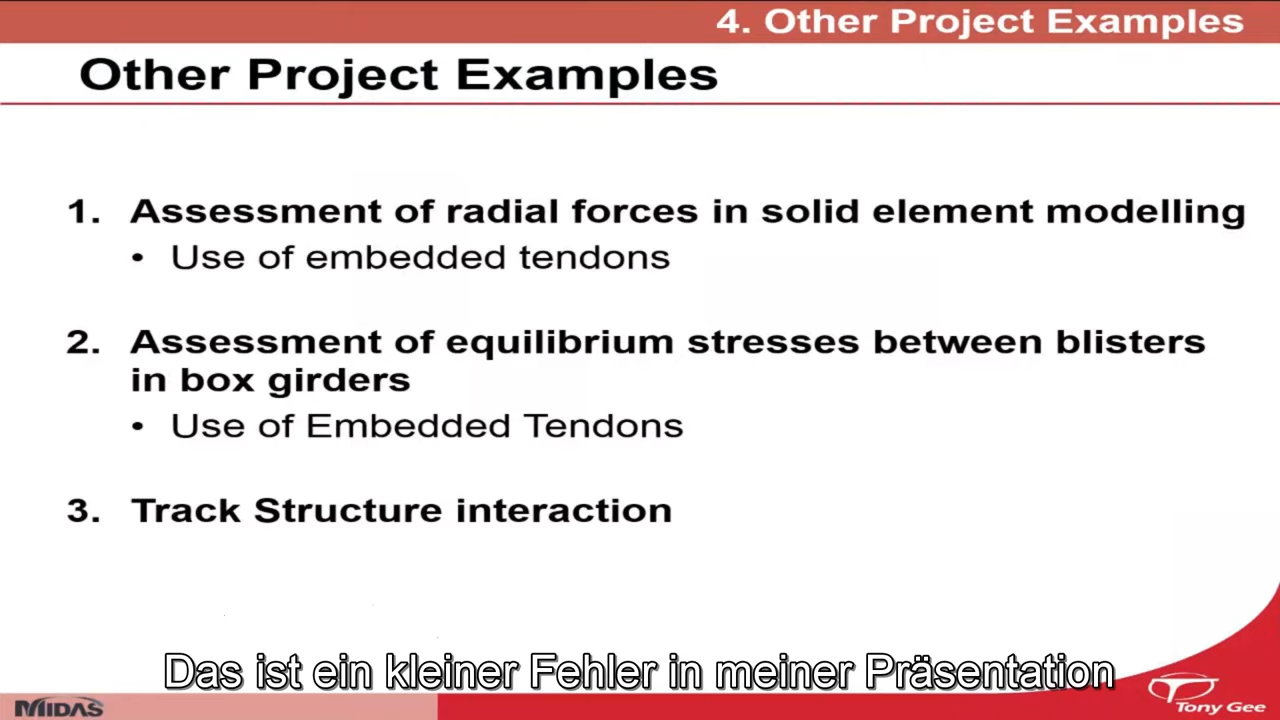 4. Other Project Examples
Other Project Examples
1. Assessment of radial forces in solid element modelling
• Use of embedded tendons
2. Assessment of equilibrium stresses between blisters
in box girders
• Use of Embedded Tendons
3. Track Structure interaction
Das ist ein kleiner Fehler in meiner Präsentation
MIDAS
Tony Gee